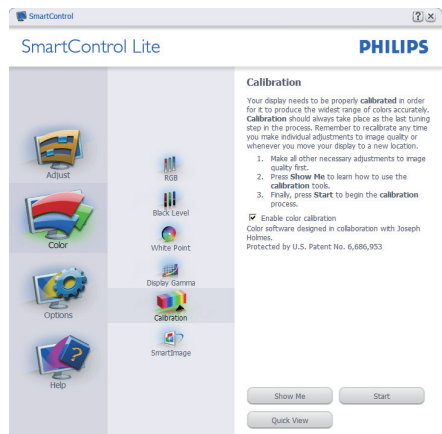 SmartControl
SmartControl Lite
PHILIPS
Adjust
Color
Options
Help
RGB
Black Level
White Point
Display Gamma
Calibration
SmartImage
Calibration
Your display needs to be properly calibrated in order
for it to produce the widest range of colors accurately.
Calibration should always take place as the last tuning
step in the process. Remember to recalibrate any time
you make individual adjustments to image quality or
whenever you move your display to a new location.
1. Make all other necessary adjustments to image
quality first.
2. Press Show Me to learn how to use the
calibration tools.
3. Finally, press Start to begin the calibration
process.
Enable color calibration
Color software designed in collaboration with Joseph
Holmes.
Protected by U.S. Patent No. 6,686,953
Show Me
Start
Quick View